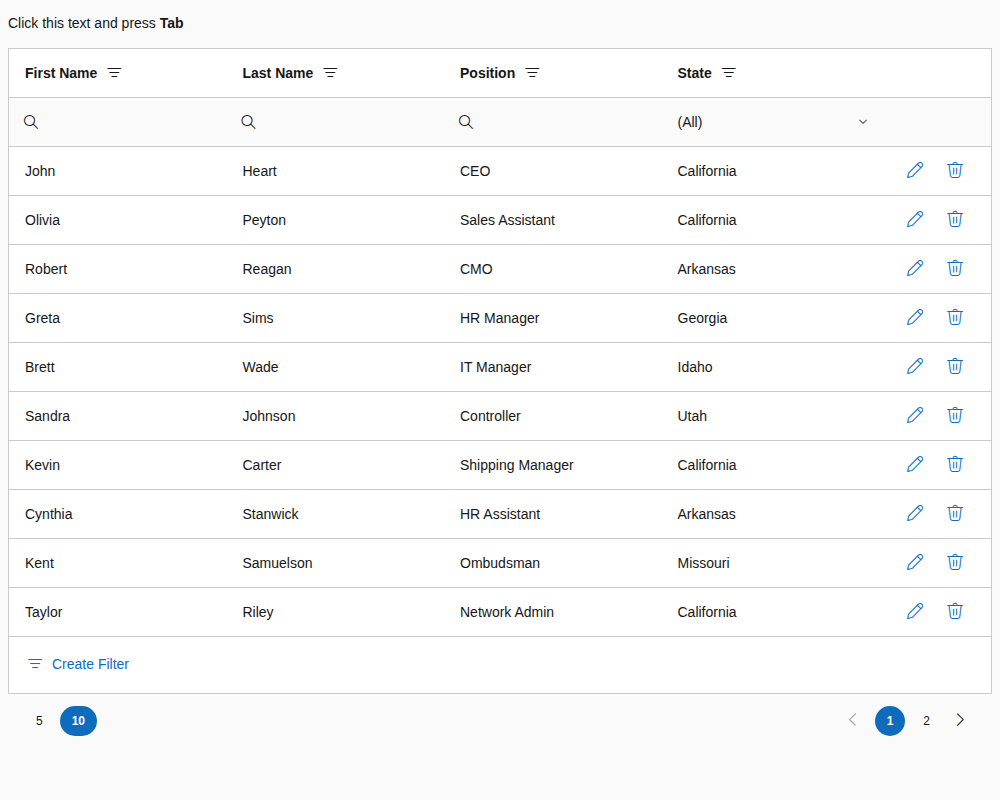 Click this text and press Tab
First Name Last Name Position State
(All)
John Heart CEO California
Olivia Peyton Sales Assistant California
Robert Reagan CMO Arkansas
Greta Sims HR Manager Georgia
Brett Wade IT Manager Idaho
Sandra Johnson Controller Utah
Kevin Carter Shipping Manager California
Cynthia Stanwick HR Assistant Arkansas
Kent Samuelson Ombudsman Missouri
Taylor Riley Network Admin California
Create Filter
5 10 1 2